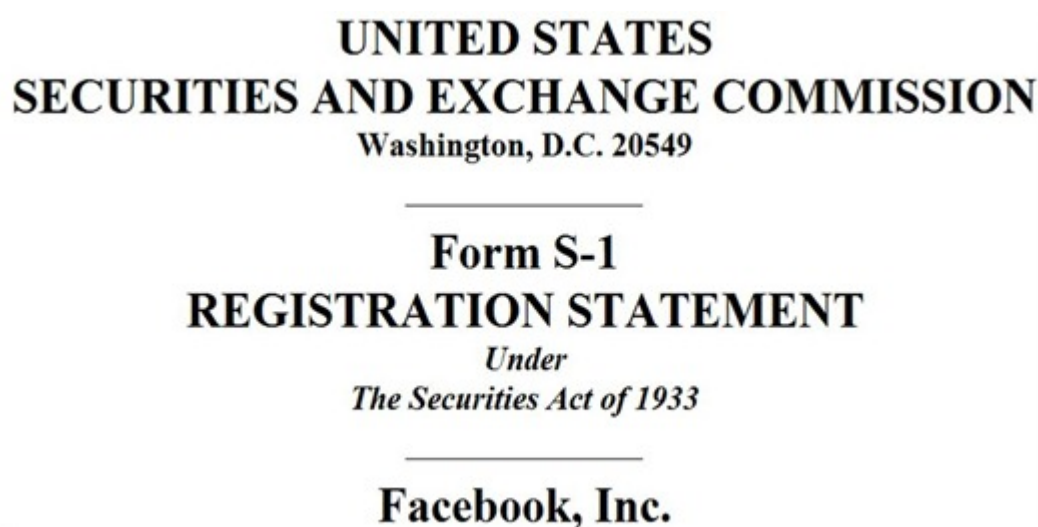 UNITED STATES
SECURITIES AND EXCHANGE COMMISSION
Washington, D.C. 20549
Form S-1
REGISTRATION STATEMENT
Under
The Securities Act of 1933
Facebook, Inc.